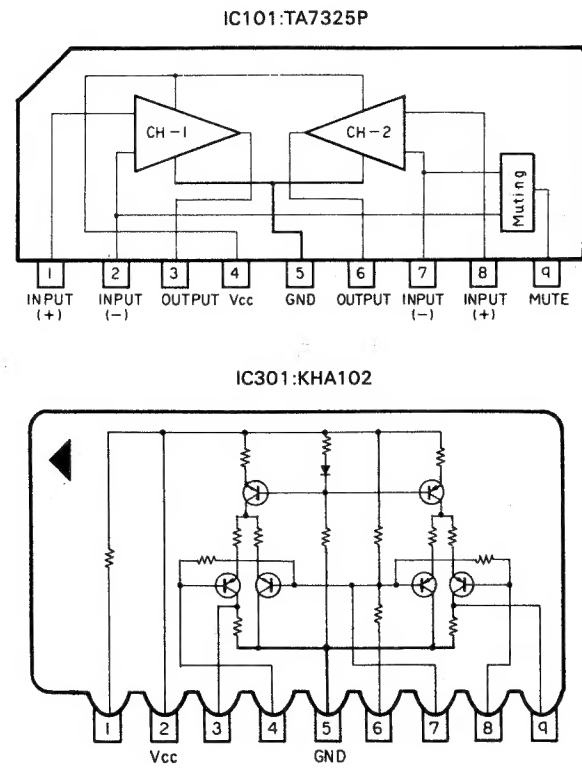 IC101:TA7325P
CH-1 CH-2
Muting
1 2 3 4 5 6 7 8 9
INPUT (+) INPUT (-) OUTPUT Vcc GND OUTPUT INPUT (-) INPUT (+) MUTE
IC301:KHA102
1 2 3 4 5 6 7 8 9
Vcc GND